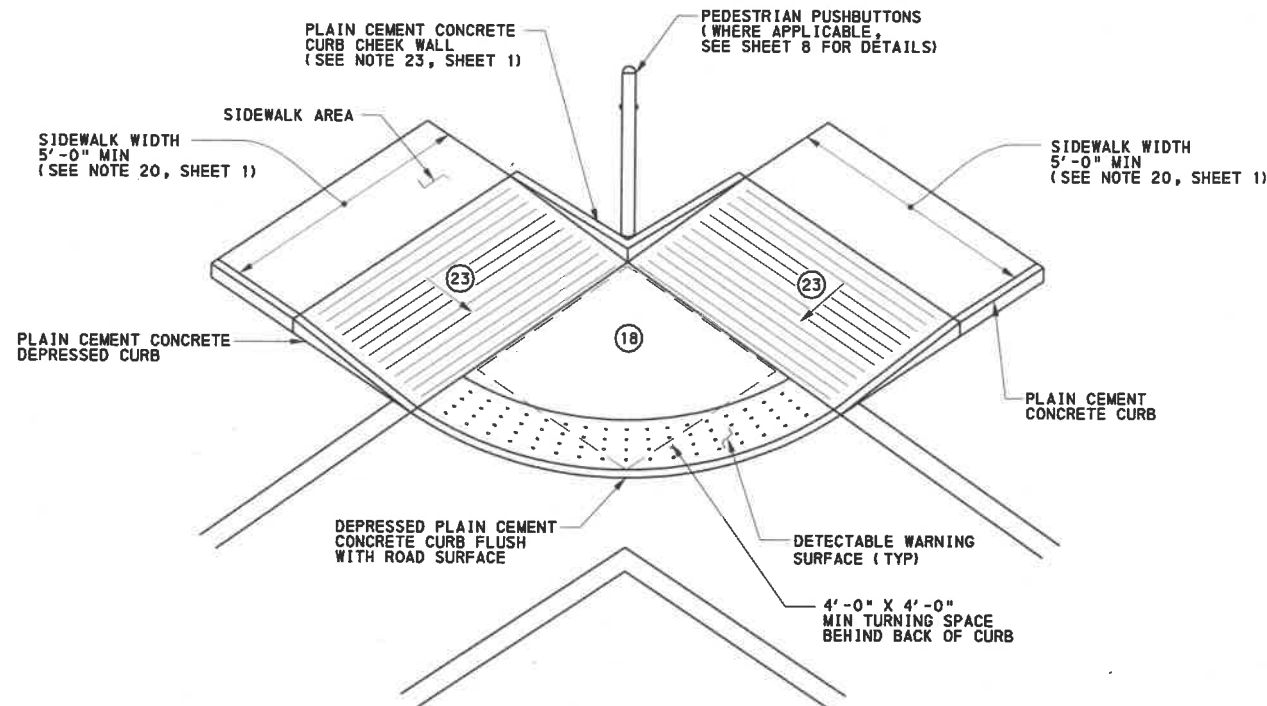 PLAIN CEMENT CONCRETE
CURB CHEEK WALL
(SEE NOTE 23, SHEET 1)
PEDESTRIAN PUSHBUTTONS
(WHERE APPLICABLE,
SEE SHEET 8 FOR DETAILS)
SIDEWALK AREA
SIDEWALK WIDTH
5'-0" MIN
(SEE NOTE 20, SHEET 1)
SIDEWALK WIDTH
5'-0" MIN
(SEE NOTE 20, SHEET 1)
23
23
18
PLAIN CEMENT CONCRETE
DEPRESSED CURB
PLAIN CEMENT
CONCRETE CURB
DEPRESSED PLAIN CEMENT
CONCRETE CURB FLUSH
WITH ROAD SURFACE
DETECTABLE WARNING
SURFACE (TYP)
4'-0" X 4'-0"
MIN TURNING SPACE
BEHIND BACK OF CURB